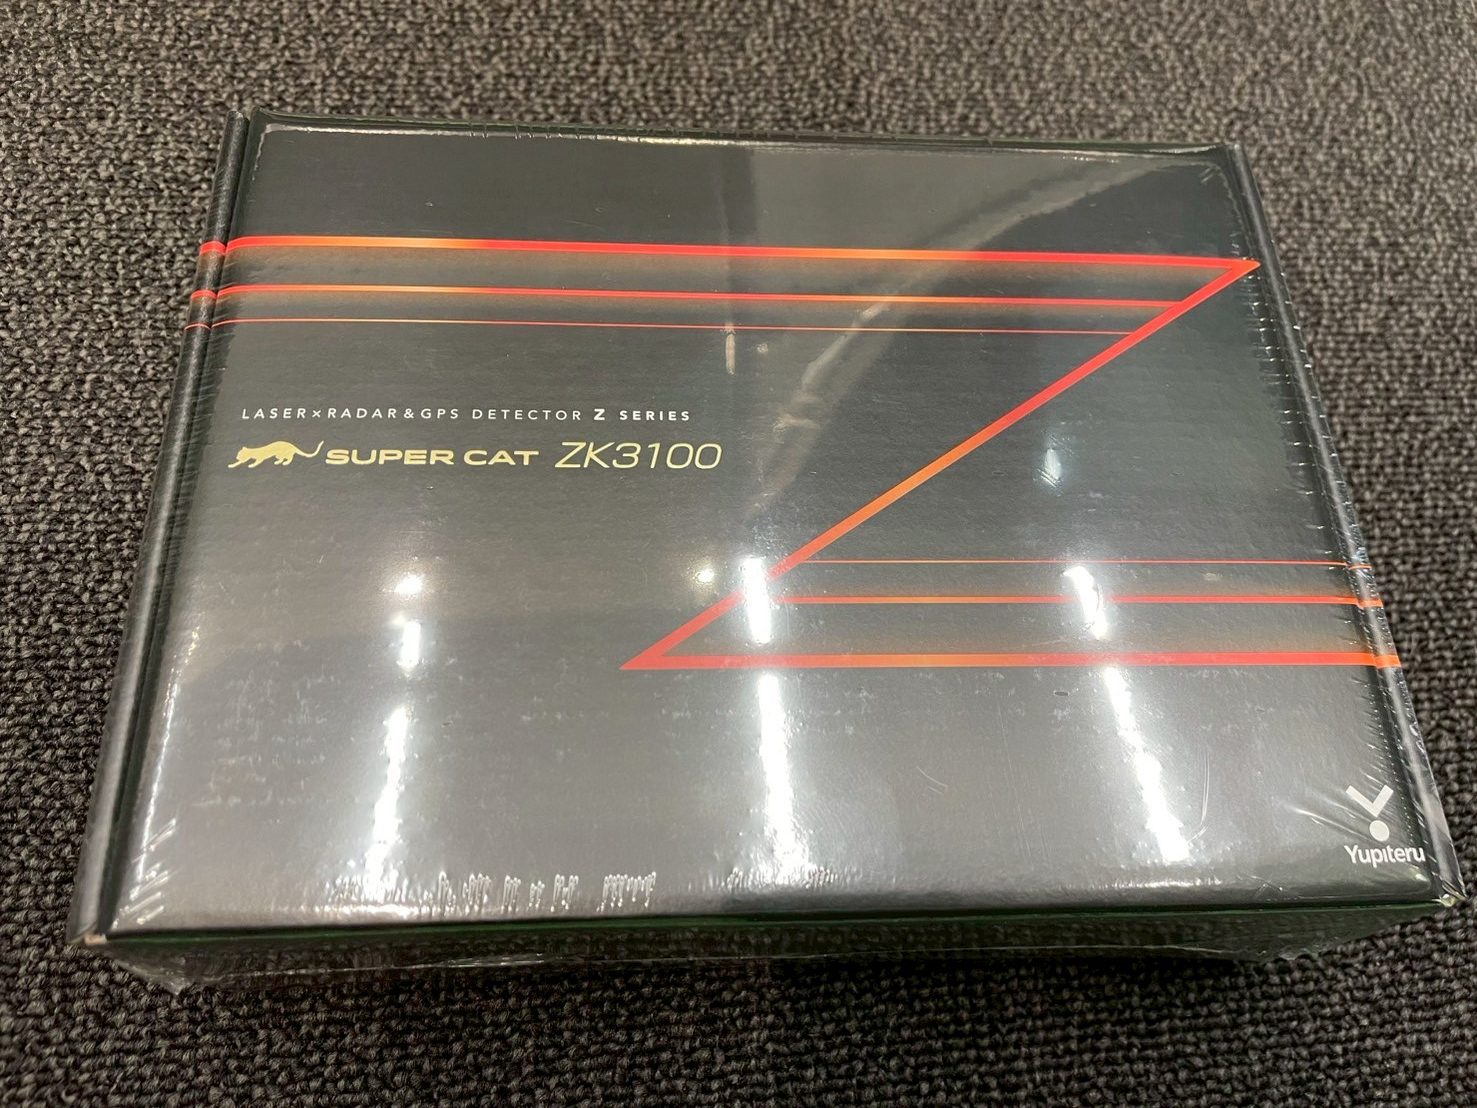 LASER×RADAR&GPS DETECTOR Z SERIES
SUPER CAT ZK3100
Yupiteru